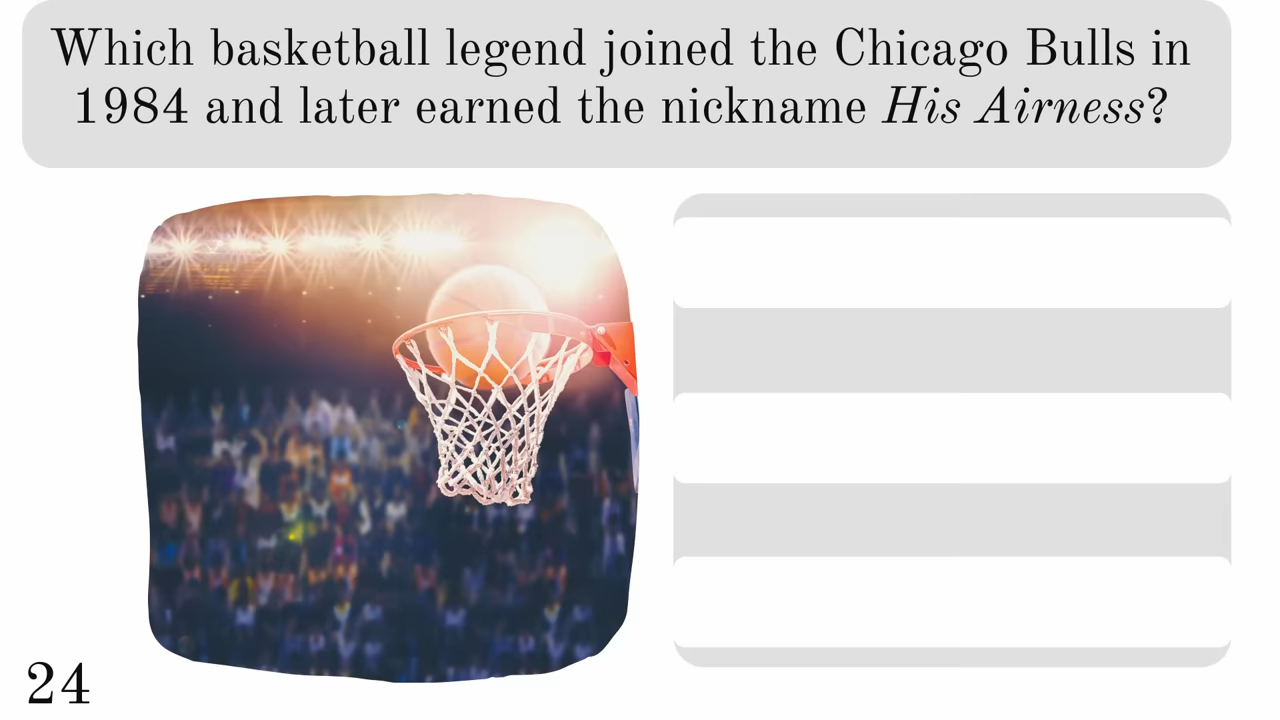 Which basketball legend joined the Chicago Bulls in
1984 and later earned the nickname His Airness?
24